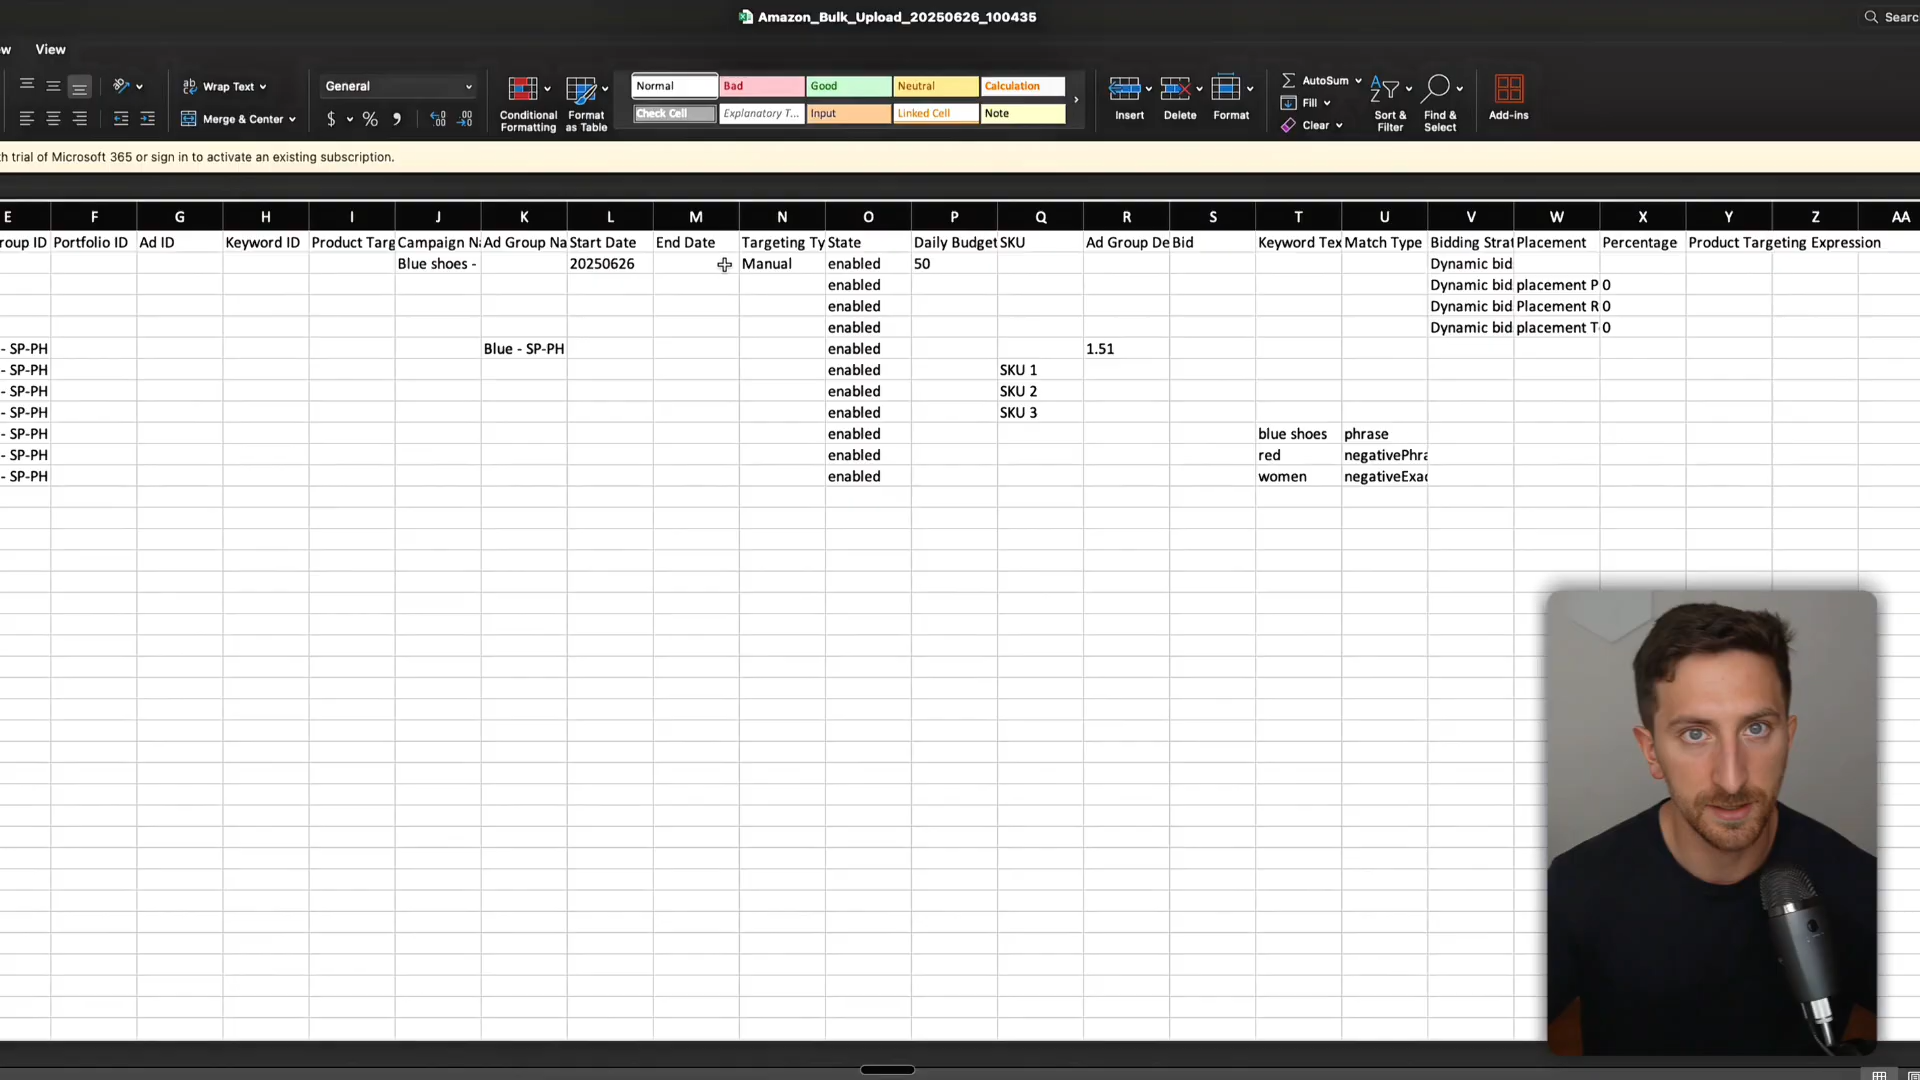 Amazon_Bulk_Upload_20250626_100435
Searc
ew View
Wrap Text
General
Normal Bad Good Neutral Calculation
Check Cell Explanatory T... Input Linked Cell Note
Conditional Formatting
Format as Table
Merge & Center
$ % 
Insert Delete Format
AutoSum
Fill
Clear
Sort & Filter
Find & Select
Add-ins
th trial of Microsoft 365 or sign in to activate an existing subscription.
E F G H I J K L M N O P Q R S T U V W X Y Z AA
roup ID Portfolio ID Ad ID Keyword ID Product Targ Campaign Na Ad Group Na Start Date End Date Targeting Ty State Daily Budget SKU Ad Group De Bid Keyword Tex Match Type Bidding Strat Placement Percentage Product Targeting Expression
Blue shoes - 20250626 Manual enabled 50 Dynamic bid
enabled Dynamic bid placement P 0
enabled Dynamic bid Placement R 0
enabled Dynamic bid placement T 0
- SP-PH Blue - SP-PH enabled 1.51
- SP-PH enabled SKU 1
- SP-PH enabled SKU 2
- SP-PH enabled SKU 3
- SP-PH enabled blue shoes phrase
- SP-PH enabled red negativePhra
- SP-PH enabled women negativeExac